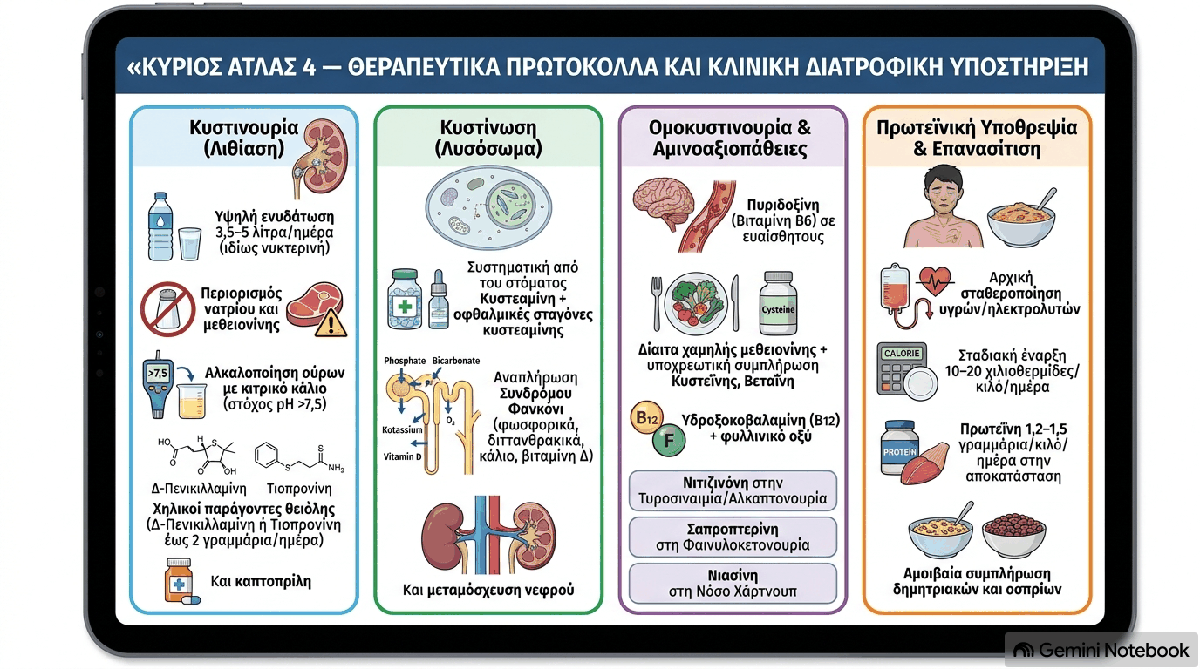 «ΚΥΡΙΟΣ ΑΤΛΑΣ 4 — ΘΕΡΑΠΕΥΤΙΚΑ ΠΡΩΤΟΚΟΛΛΑ ΚΑΙ ΚΛΙΝΙΚΗ ΔΙΑΤΡΟΦΙΚΗ ΥΠΟΣΤΗΡΙΞΗ
Κυστινουρία
(Λιθίαση)
Υψηλή ενυδάτωση
3,5–5 λίτρα/ημέρα
(ιδίως νυκτερινή)
Περιορισμός
νατρίου και
μεθειονίνης
>7.5
Αλκαλοποίηση ούρων
με κιτρικό κάλιο
(στόχος pH >7,5)
HO
O
H
S
O
OH
S
S
NH₂
Δ-Πενικιλλαμίνη
Τιοπρονίνη
Χηλικοί παράγοντες θειόλης
(Δ-Πενικιλλαμίνη ή Τιοπρονίνη
έως 2 γραμμάρια/ημέρα)
Και καπτοπρίλη
Κυστίνωση
(Λυσόσωμα)
Συστηματική από
του στόματος
Κυστεαμίνη +
οφθαλμικές σταγόνες
κυστεαμίνης
Phosphate
Bicarbonate
Kotassium
Vitamin D
Αναπλήρωση
Συνδρόμου
Φανκόνι
(φωσφορικά,
διττανθρακικά,
κάλιο, βιταμίνη Δ)
Και μεταμόσχευση νεφρού
Ομοκυστινουρία &
Αμινοαξιοπάθειες
Πυριδοξίνη
(Βιταμίνη Β6) σε
ευαίσθητους
Cysteine
Δίαιτα χαμηλής μεθειονίνης +
υποχρεωτική συμπλήρωση
Κυστεΐνης, Βεταΐνη
B₁₂
F
Υδροξοκοβαλαμίνη (Β12)
+ φυλλινικό οξύ
Νιτιζινόνη στην
Τυροσιναιμία/Αλκαπτονουρία
Σαπροπτερίνη
στη Φαινυλοκετονουρία
Νιασίνη
στη Νόσο Χάρτνουπ
Πρωτεϊνική Υποθρεψία
& Επανασίτιση
Αρχική
σταθεροποίηση
υγρών/ηλεκτρολυτών
CALORIE
Σταδιακή έναρξη
10–20 χιλιοθερμίδες/
κιλό/ημέρα
PROTEIN
Πρωτεΐνη 1,2–1,5
γραμμάρια/κιλό/
ημέρα στην
αποκατάσταση
Αμοιβαία συμπλήρωση
δημητριακών και οσπρίων
Gemini Notebook